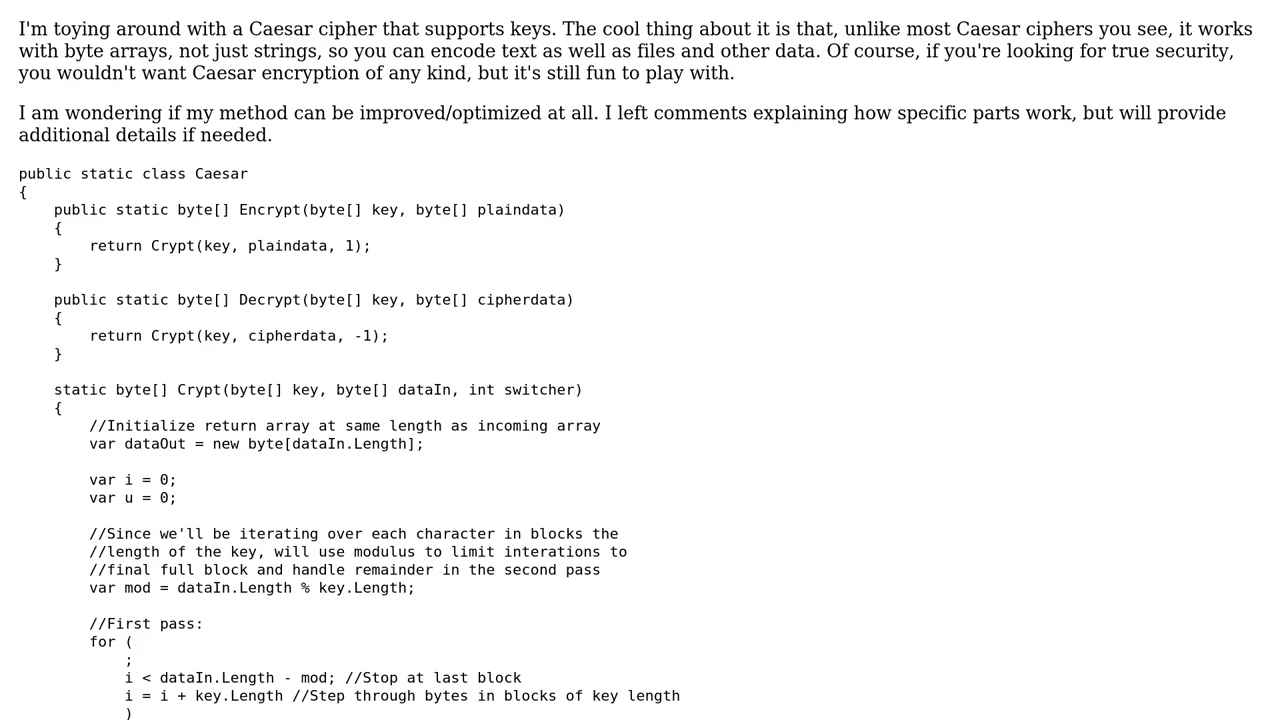 I'm toying around with a Caesar cipher that supports keys. The cool thing about it is that, unlike most Caesar ciphers you see, it works
with byte arrays, not just strings, so you can encode text as well as files and other data. Of course, if you're looking for true security,
you wouldn't want Caesar encryption of any kind, but it's still fun to play with.
I am wondering if my method can be improved/optimized at all. I left comments explaining how specific parts work, but will provide
additional details if needed.
public static class Caesar
{
    public static byte[] Encrypt(byte[] key, byte[] plaindata)
    {
        return Crypt(key, plaindata, 1);
    }

    public static byte[] Decrypt(byte[] key, byte[] cipherdata)
    {
        return Crypt(key, cipherdata, -1);
    }

    static byte[] Crypt(byte[] key, byte[] dataIn, int switcher)
    {
        //Initialize return array at same length as incoming array
        var dataOut = new byte[dataIn.Length];

        var i = 0;
        var u = 0;

        //Since we'll be iterating over each character in blocks the
        //length of the key, will use modulus to limit interations to
        //final full block and handle remainder in the second pass
        var mod = dataIn.Length % key.Length;

        //First pass:
        for (
            ;
            i < dataIn.Length - mod; //Stop at last block
            i = i + key.Length //Step through bytes in blocks of key length
            )